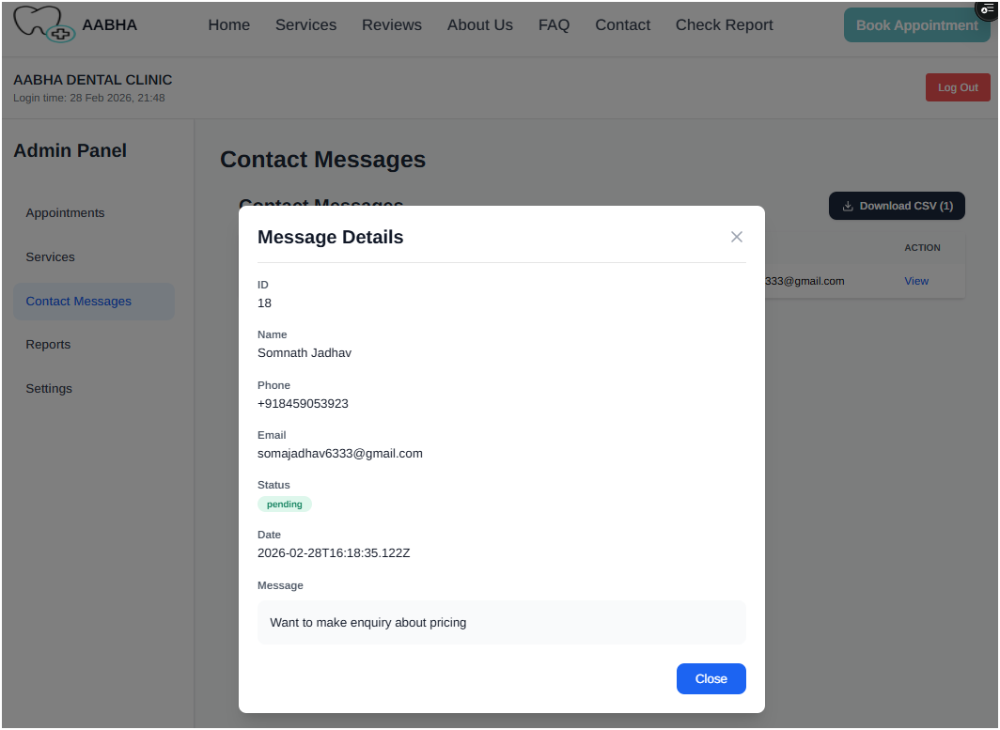 AABHA
Home
Services
Reviews
About Us
FAQ
Contact
Check Report
Book Appointment
AABHA DENTAL CLINIC
Login time: 28 Feb 2026, 21:48
Log Out
Admin Panel
Appointments
Services
Contact Messages
Reports
Settings
Contact Messages
Contact Messages
Download CSV (1)
ACTION
333@gmail.com
View
Message Details
ID
18
Name
Somnath Jadhav
Phone
+918459053923
Email
somajadhav6333@gmail.com
Status
pending
Date
2026-02-28T16:18:35.122Z
Message
Want to make enquiry about pricing
Close